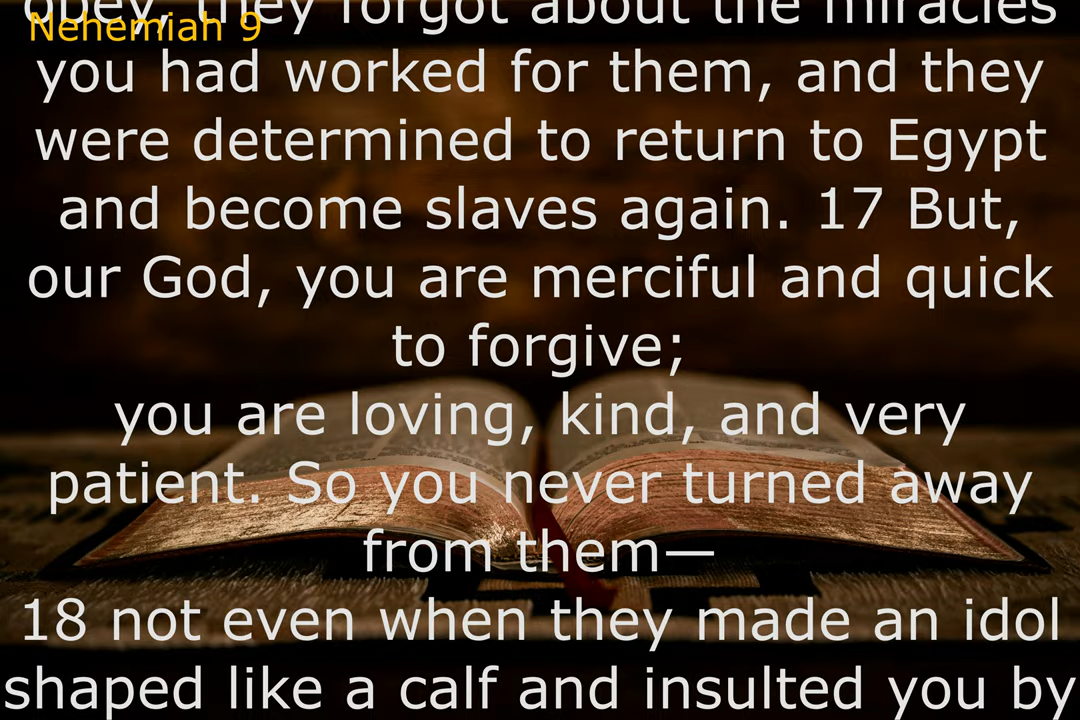 obey, they forgot about the miracles
Nehemiah 9
you had worked for them, and they
were determined to return to Egypt
and become slaves again. 17 But,
our God, you are merciful and quick
to forgive;
you are loving, kind, and very
patient. So you never turned away
from them—
18 not even when they made an idol
shaped like a calf and insulted you by